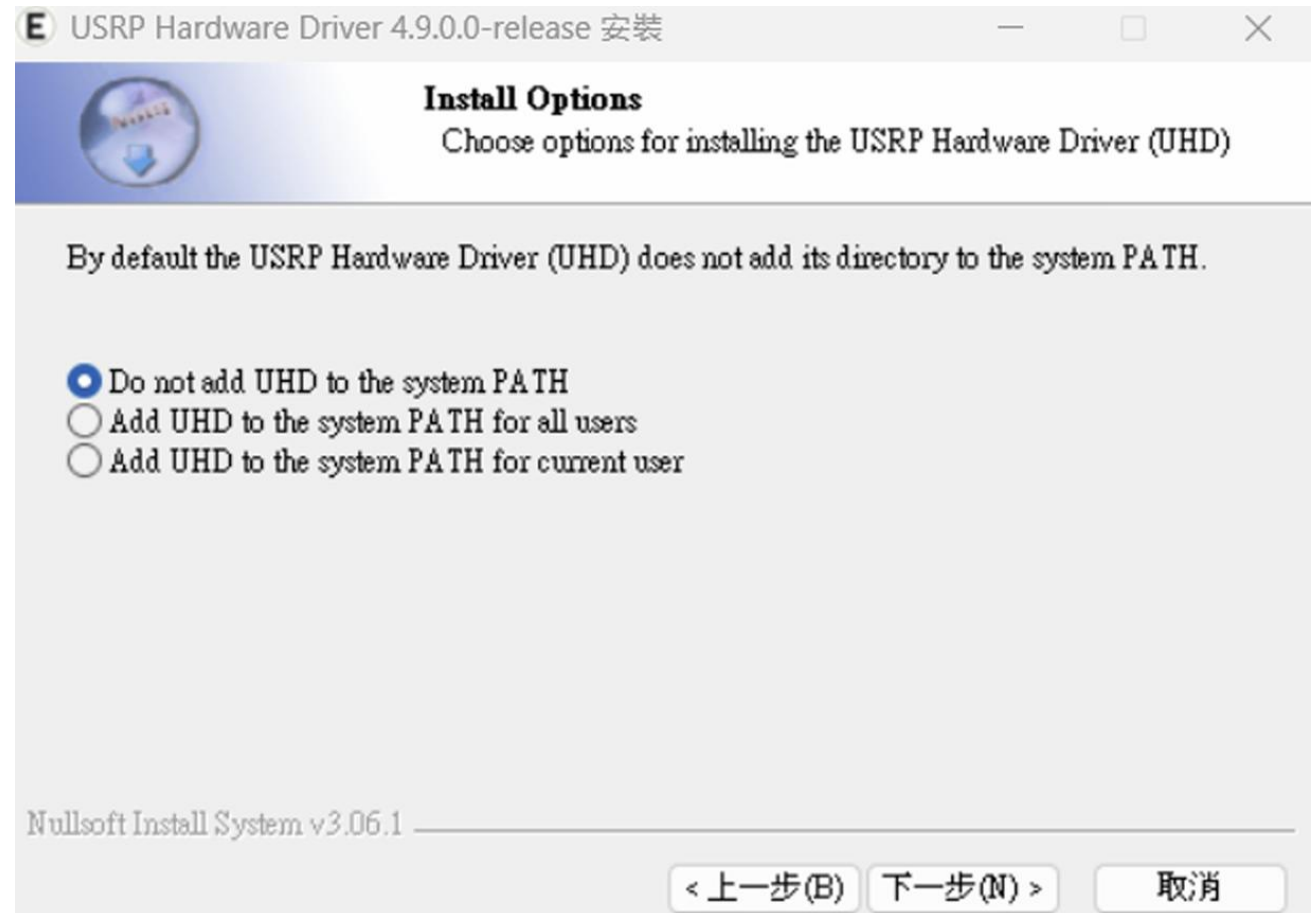 E USRP Hardware Driver 4.9.0.0-release 安裝
Install Options
Choose options for installing the USRP Hardware Driver (UHD)
By default the USRP Hardware Driver (UHD) does not add its directory to the system PATH.
Do not add UHD to the system PATH
Add UHD to the system PATH for all users
Add UHD to the system PATH for current user
Nullsoft Install System v3.06.1
< 上一步(B) 下一步(N) > 取消